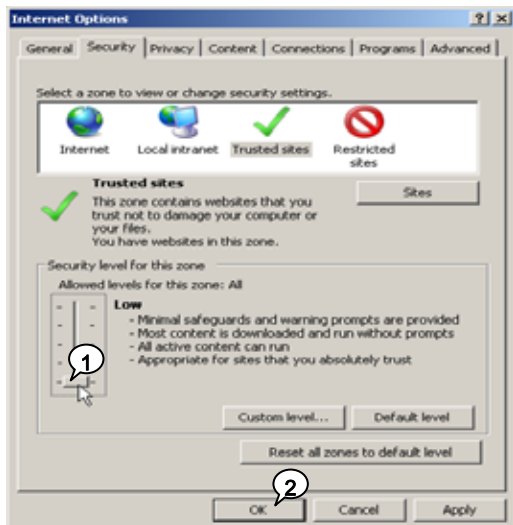 Internet Options
General Security Privacy Content Connections Programs Advanced
Select a zone to view or change security settings.
Internet Local intranet Trusted sites Restricted sites
Trusted sites
Sites
This zone contains websites that you
trust not to damage your computer or
your files.
You have websites in this zone.
Security level for this zone
Allowed levels for this zone: All
Low
- Minimal safeguards and warning prompts are provided
- Most content is downloaded and run without prompts
- All active content can run
- Appropriate for sites that you absolutely trust
1
Custom level... Default level
Reset all zones to default level
2
OK Cancel Apply